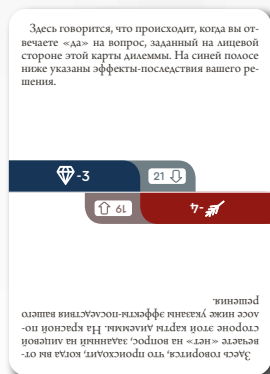 Здесь говорится, что происходит, когда вы от-
вечаете «да» на вопрос, заданный на лицевой
стороне этой карты дилеммы. На синей полосе
ниже указаны эффекты-последствия вашего ре-
шения.
-3 21
19 -4
Здесь говорится, что происходит, когда вы от-
вечаете «нет» на вопрос, заданный на лицевой
стороне этой карты дилеммы. На красной по-
лосе ниже указаны эффекты-последствия вашего
решения.